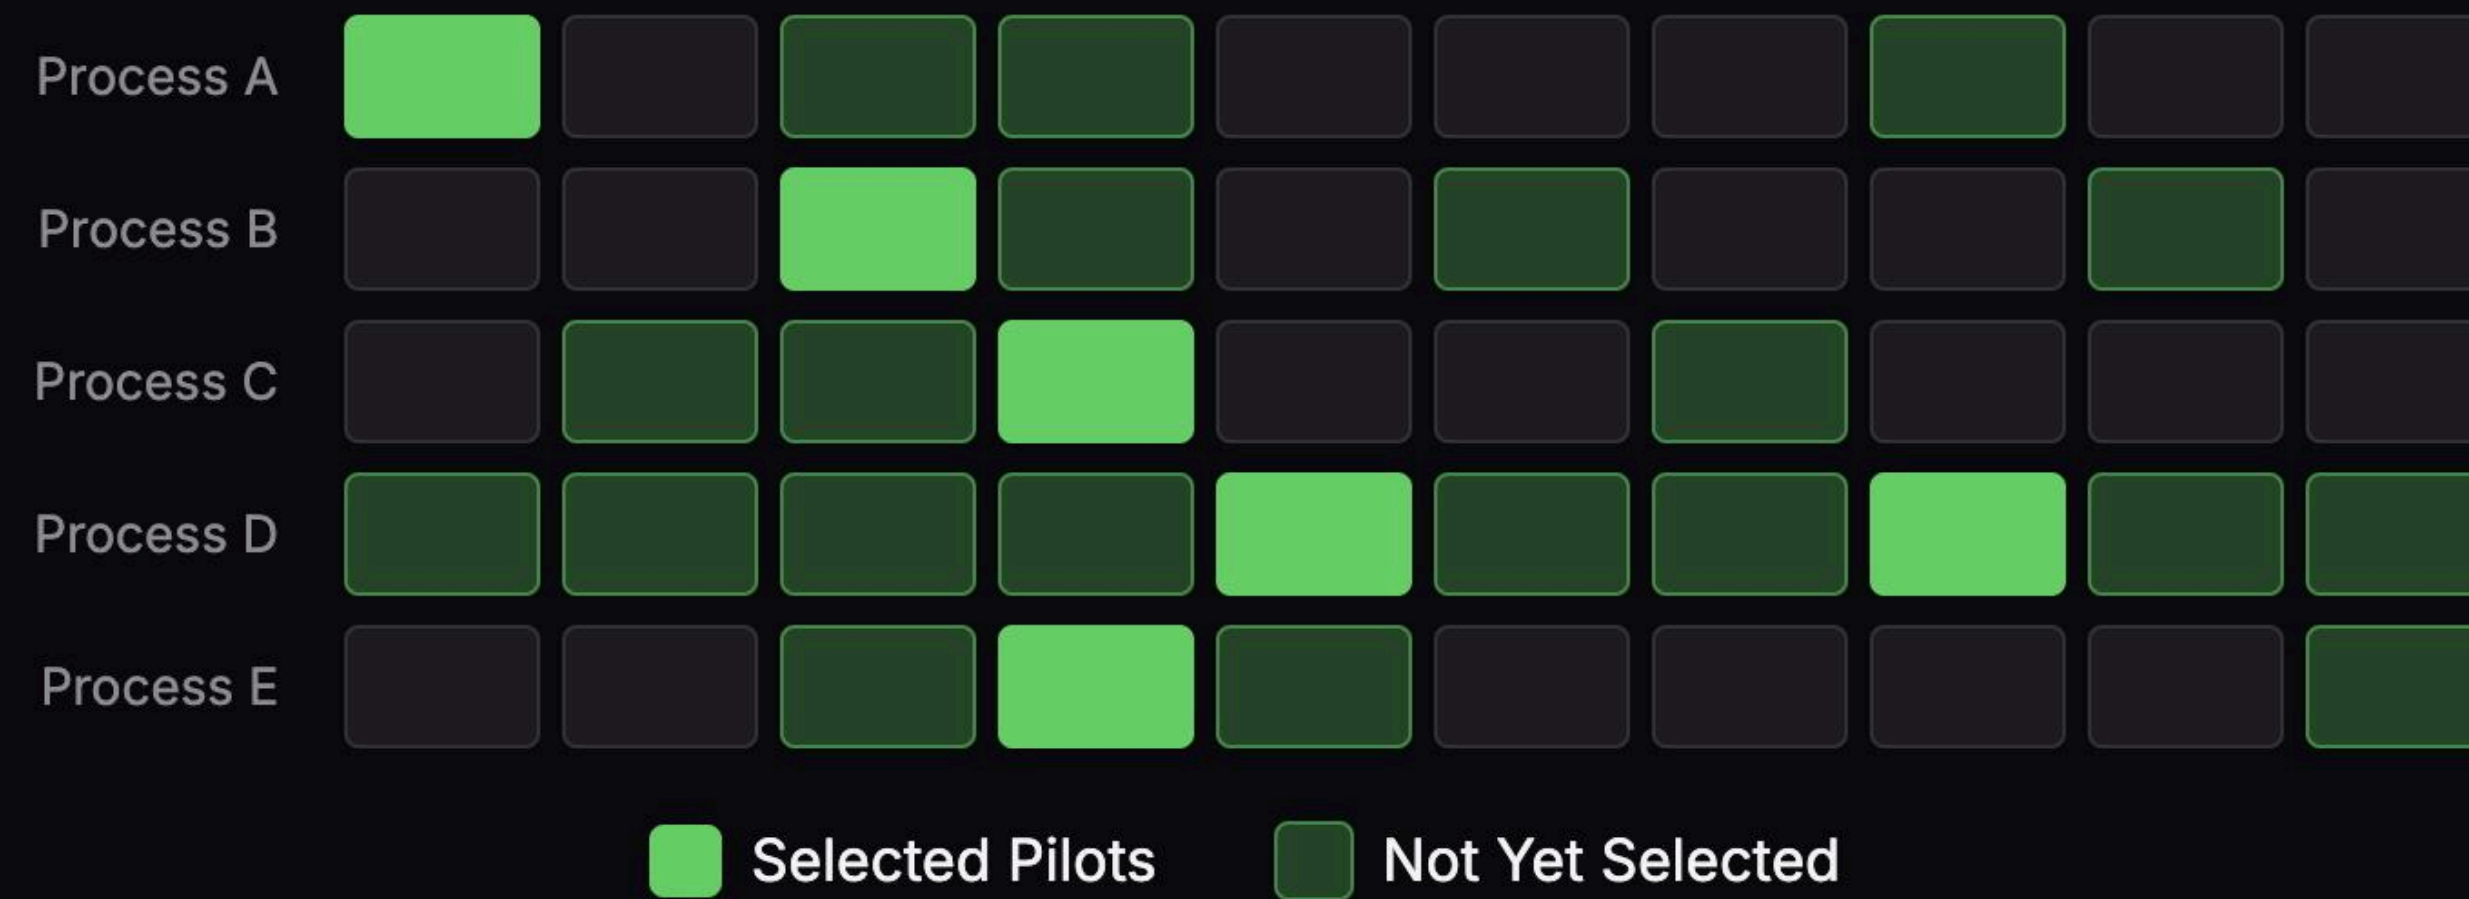 Process A
Process B
Process C
Process D
Process E
Selected Pilots
Not Yet Selected